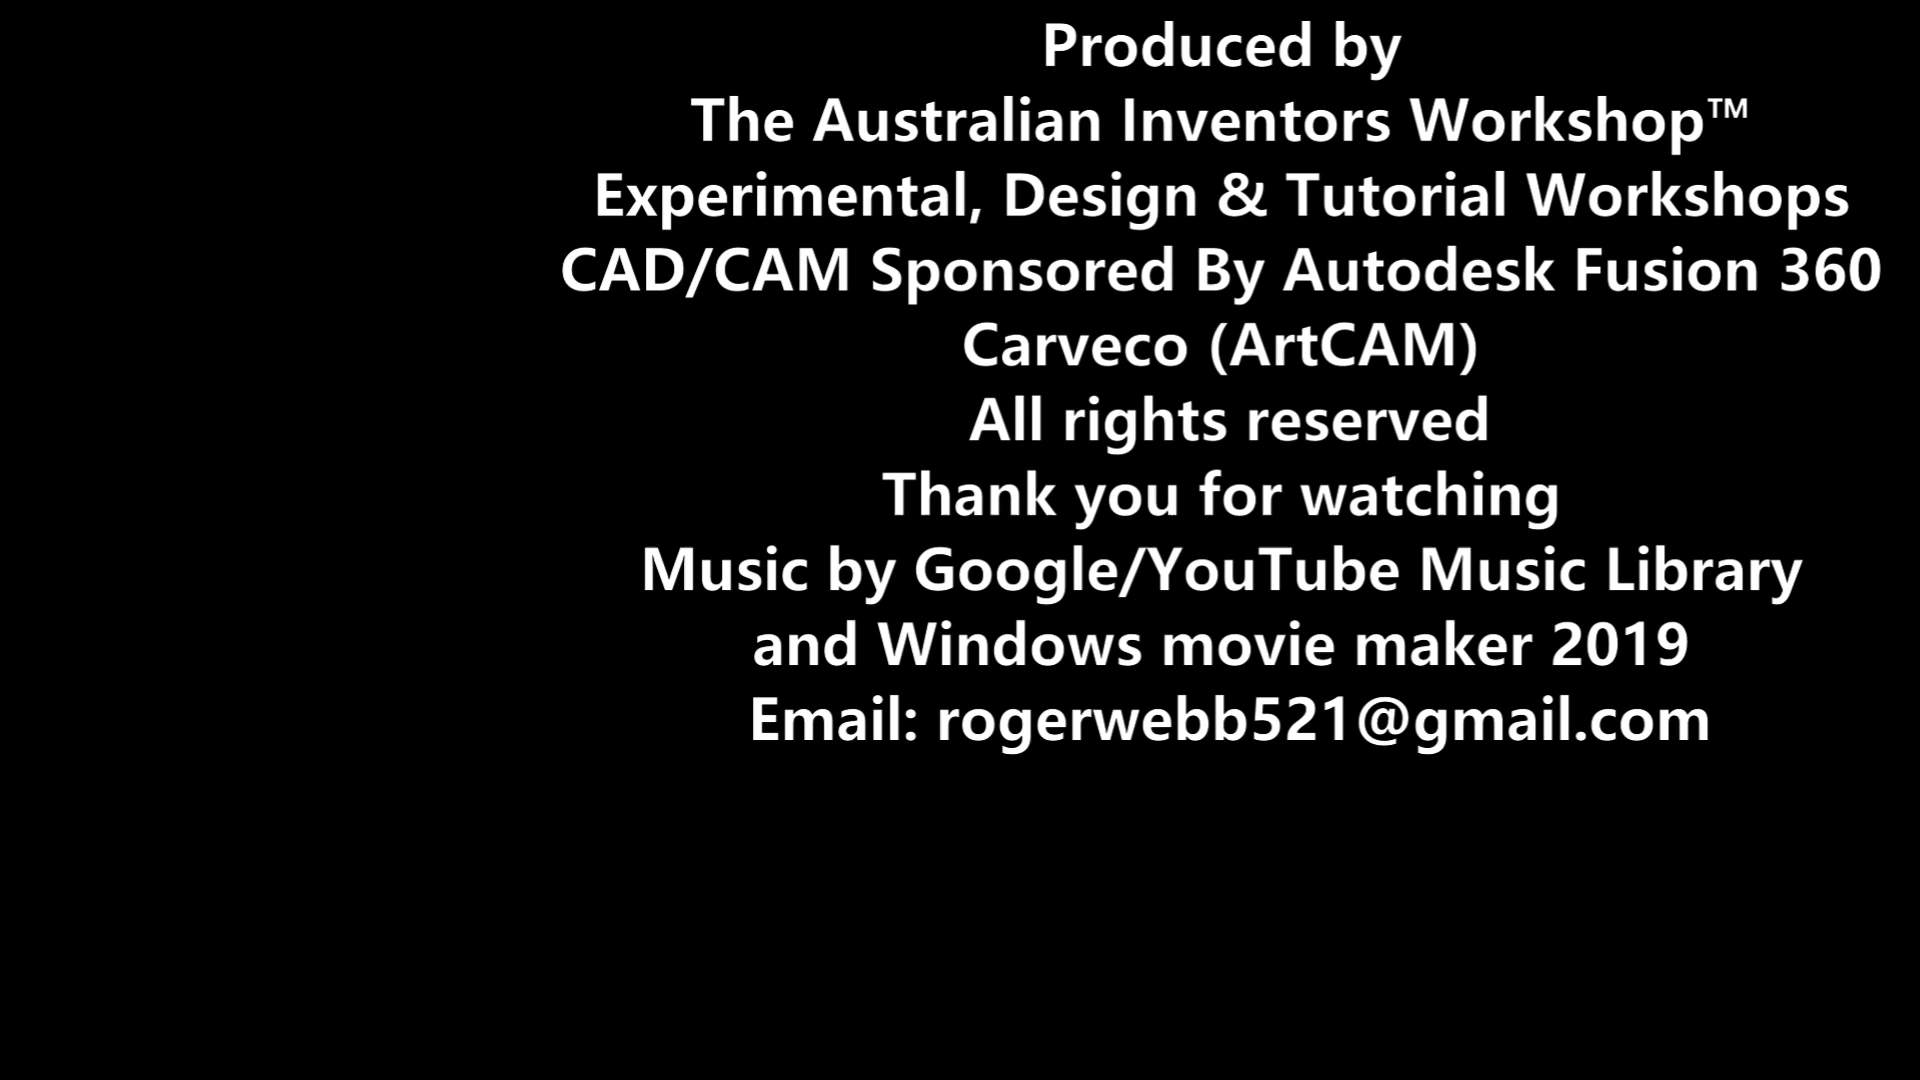 Produced by
The Australian Inventors Workshop™
Experimental, Design & Tutorial Workshops
CAD/CAM Sponsored By Autodesk Fusion 360
Carveco (ArtCAM)
All rights reserved
Thank you for watching
Music by Google/YouTube Music Library
and Windows movie maker 2019
Email: rogerwebb521@gmail.com